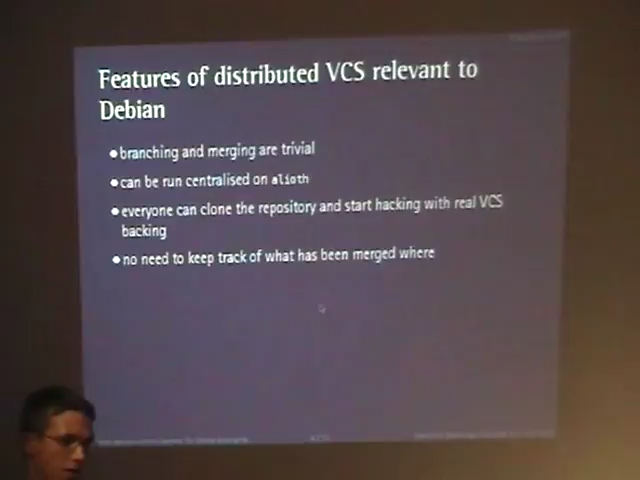 Features of distributed VCS relevant to
Debian
branching and merging are trivial
can be run centralised on alioth
everyone can clone the repository and start hacking with real VCS
backing
no need to keep track of what has been merged where